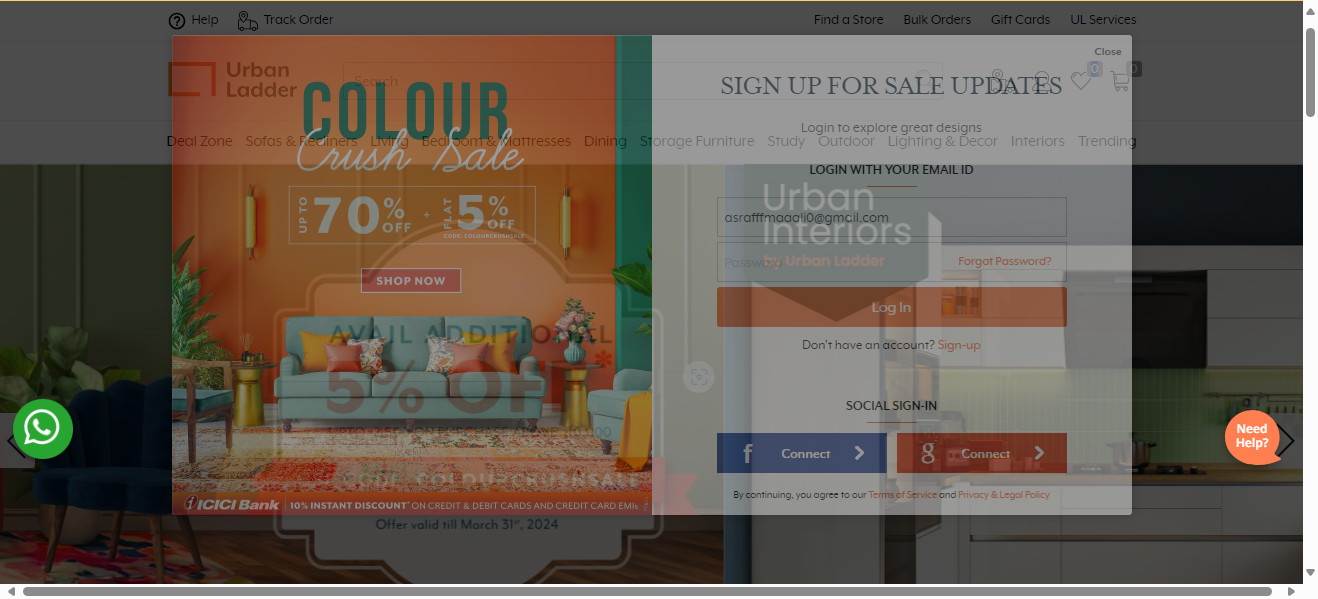 Help Track Order Find a Store Bulk Orders Gift Cards UL Services
Close
Urban
Ladder
Search
0 0
COLOUR
Crush Sale
SIGN UP FOR SALE UPDATES
Login to explore great designs
Deal Zone Sofas & Recliners Living Bedroom & Mattresses Dining Storage Furniture Study Outdoor Lighting & Decor Interiors Trending
LOGIN WITH YOUR EMAIL ID
UP TO 70% OFF + FLAT 5% OFF
CODE: COLOURCRUSHSALE
Urban
Interiors
by Urban Ladder
asrafffmaaali0@gmail.com
Password
Forgot Password?
SHOP NOW
Log In
AVAIL ADDITIONAL
5% OFF*
Don't have an account? Sign-up
SOCIAL SIGN-IN
f Connect
g Connect
Need
Help?
CODE: COLOURCRUSHSALE
ICICI Bank 10% INSTANT DISCOUNT* ON CREDIT & DEBIT CARDS AND CREDIT CARD EMIs
By continuing, you agree to our Terms of Service and Privacy & Legal Policy
Offer valid till March 31st, 2024